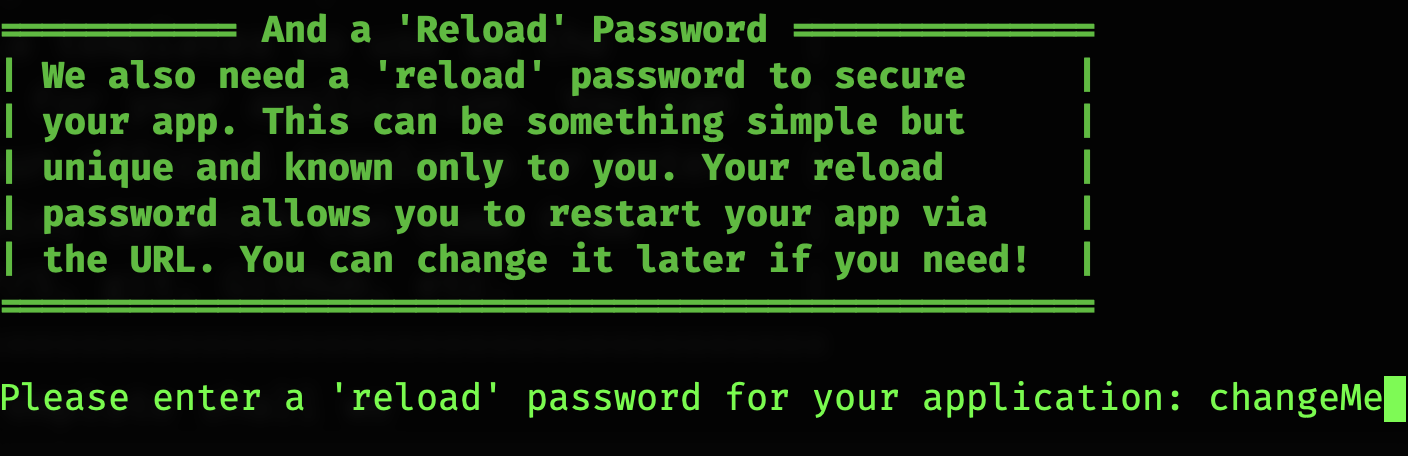 ═══════════ And a 'Reload' Password ══════════════
| We also need a 'reload' password to secure |
| your app. This can be something simple but |
| unique and known only to you. Your reload |
| password allows you to restart your app via |
| the URL. You can change it later if you need! |
══════════════════════════════════════════════════
Please enter a 'reload' password for your application: changeMe